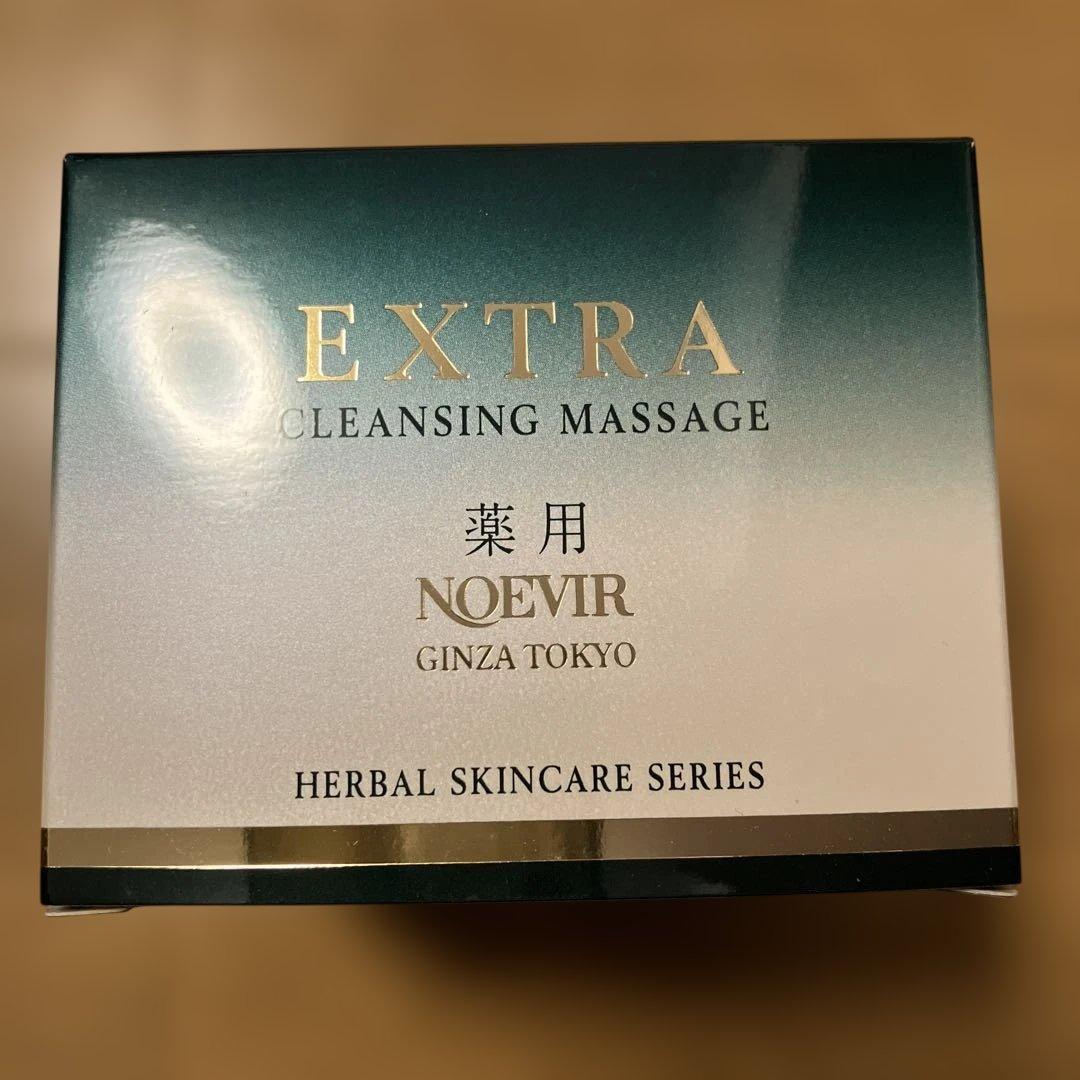 EXTRA
CLEANSING MASSAGE
薬用
NOEVIR
GINZA TOKYO
HERBAL SKINCARE SERIES